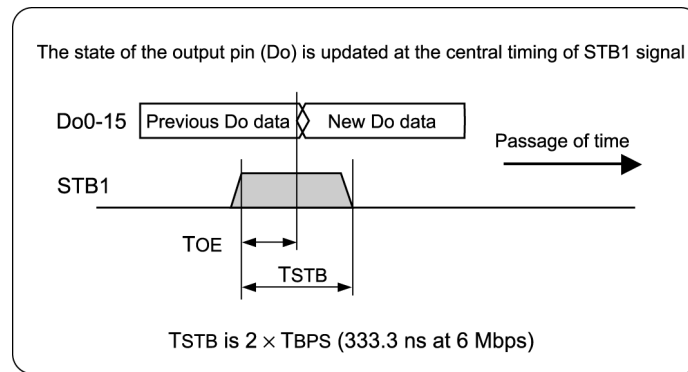 The state of the output pin (Do) is updated at the central timing of STB1 signal
Do0-15 Previous Do data New Do data
Passage of time
STB1
TOE
TSTB
TSTB is 2 × TBPS (333.3 ns at 6 Mbps)